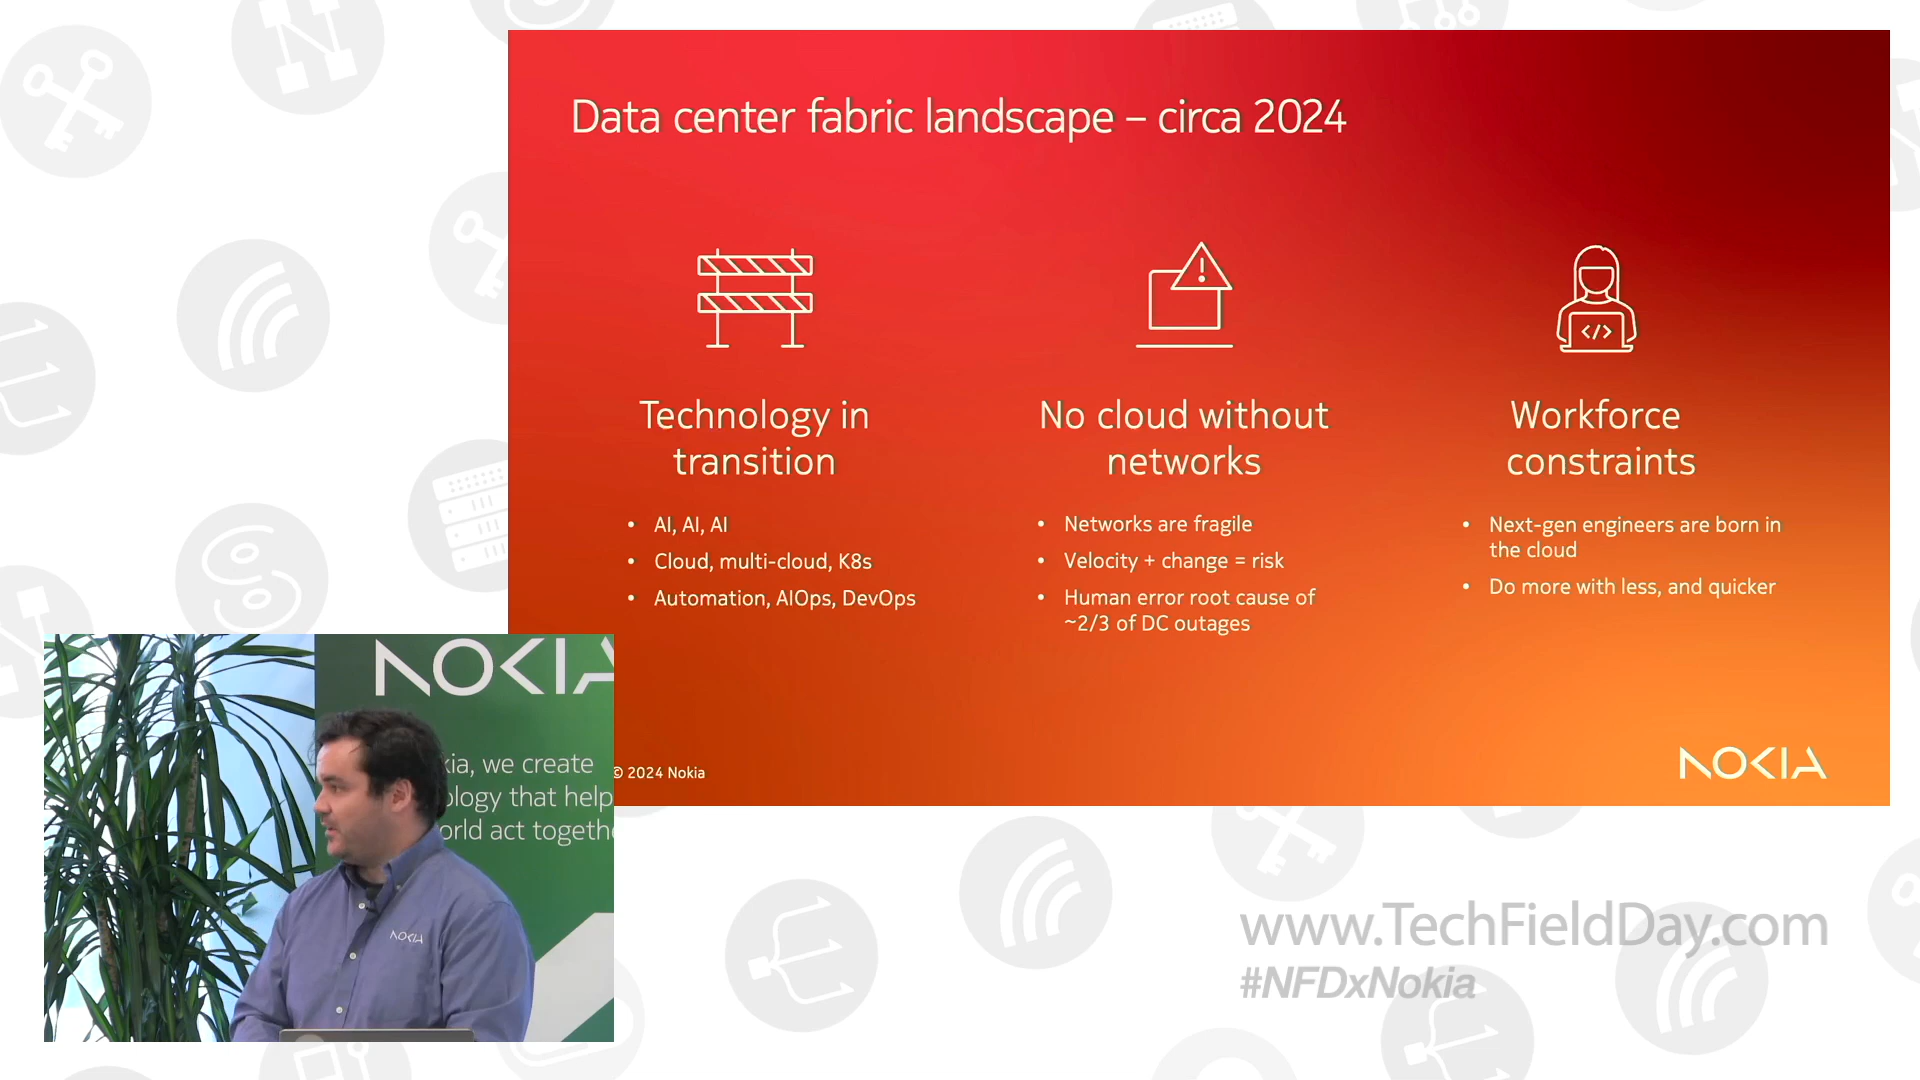 Data center fabric landscape – circa 2024
Technology in
transition
• AI, AI, AI
• Cloud, multi-cloud, K8s
• Automation, AIOps, DevOps
No cloud without
networks
• Networks are fragile
• Velocity + change = risk
• Human error root cause of
~2/3 of DC outages
Workforce
constraints
• Next-gen engineers are born in
the cloud
• Do more with less, and quicker
</>
© 2024 Nokia
NOKIA
NOKIA
kia, we create
ology that help
orld act togeth
NOKIA
www.TechFieldDay.com
#NFDxNokia